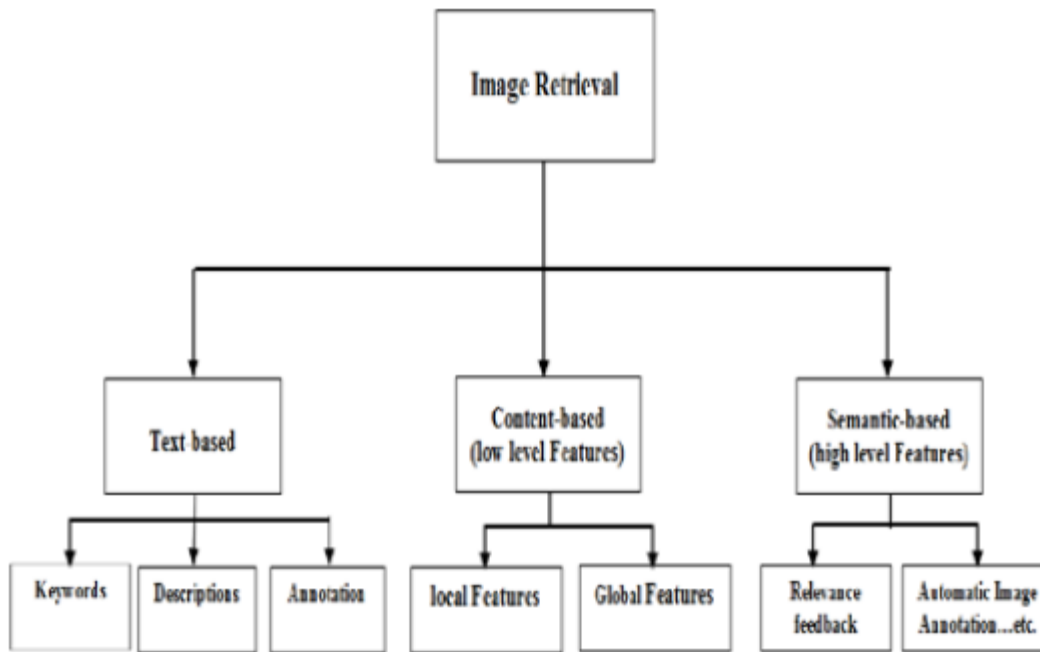 Image Retrieval
Text-based
Content-based
(low level Features)
Semantic-based
(high level Features)
Keywords
Descriptions
Annotation
local Features
Global Features
Relevance
feedback
Automatic Image
Annotation....etc.